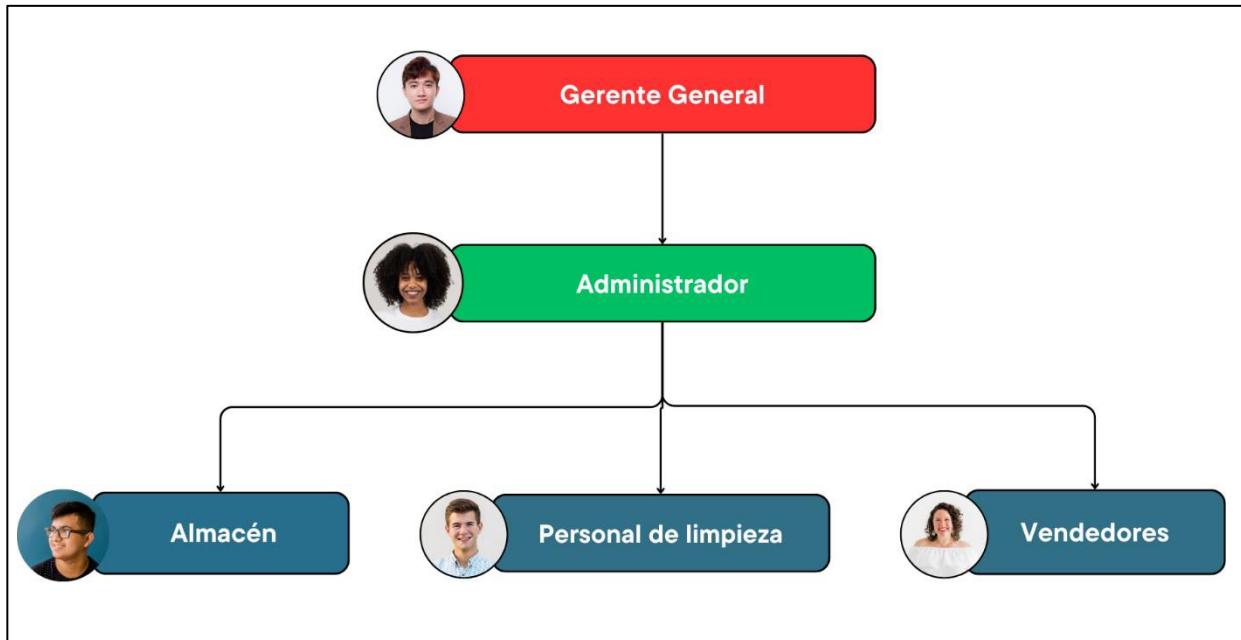 Gerente General
Administrador
Almacén
Personal de limpieza
Vendedores